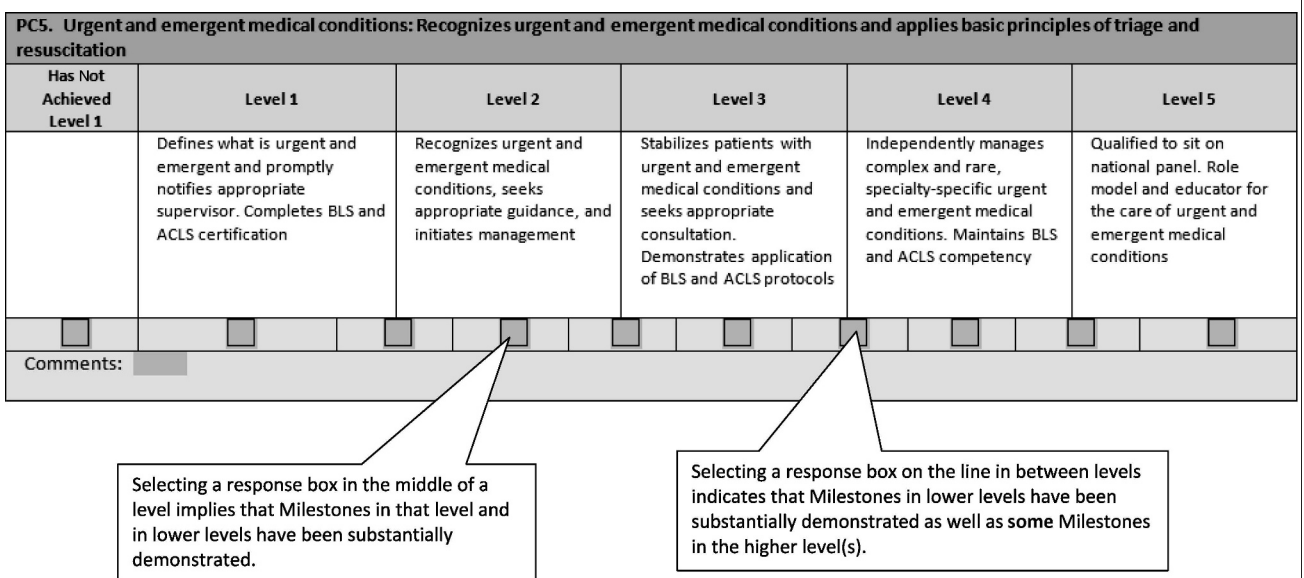 PC5. Urgent and emergent medical conditions: Recognizes urgent and emergent medical conditions and applies basic principles of triage and
resuscitation
Has Not
Achieved
Level 1
Level 1
Level 2
Level 3
Level 4
Level 5
Defines what is urgent and
emergent and promptly
notifies appropriate
supervisor. Completes BLS and
ACLS certification
Recognizes urgent and
emergent medical
conditions, seeks
appropriate guidance, and
initiates management
Stabilizes patients with
urgent and emergent
medical conditions and
seeks appropriate
consultation.
Demonstrates application
of BLS and ACLS protocols
Independently manages
complex and rare,
specialty-specific urgent
and emergent medical
conditions. Maintains BLS
and ACLS competency
Qualified to sit on
national panel. Role
model and educator for
the care of urgent and
emergent medical
conditions
Comments:
Selecting a response box in the middle of a
level implies that Milestones in that level and
in lower levels have been substantially
demonstrated.
Selecting a response box on the line in between levels
indicates that Milestones in lower levels have been
substantially demonstrated as well as some Milestones
in the higher level(s).